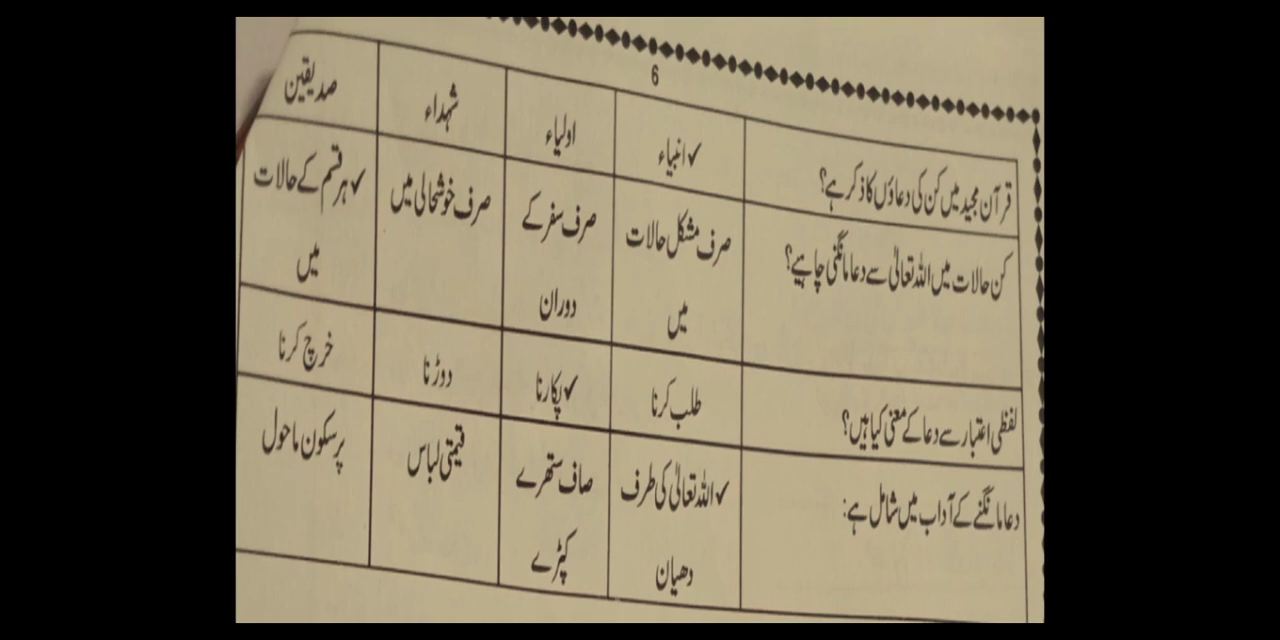 6
قرآن مجید میں کن کی دعاؤں کا ذکر ہے؟ ✓انبیاء اولیاء شہداء صدیقین
کن حالات میں اللہ تعالیٰ سے دعا مانگنی چاہیے؟ صرف مشکل حالات صرف سفر کے صرف خوشحالی میں ✓ہر قسم کے حالات
میں دوران میں
لفظی اعتبار سے دعا کے معنی کیا ہیں؟ طلب کرنا ✓پکارنا دوڑنا خرچ کرنا
دعا مانگنے کے آداب میں شامل ہے: ✓اللہ تعالیٰ کی طرف صاف ستھرے قیمتی لباس پرسکون ماحول
دھیان کپڑے